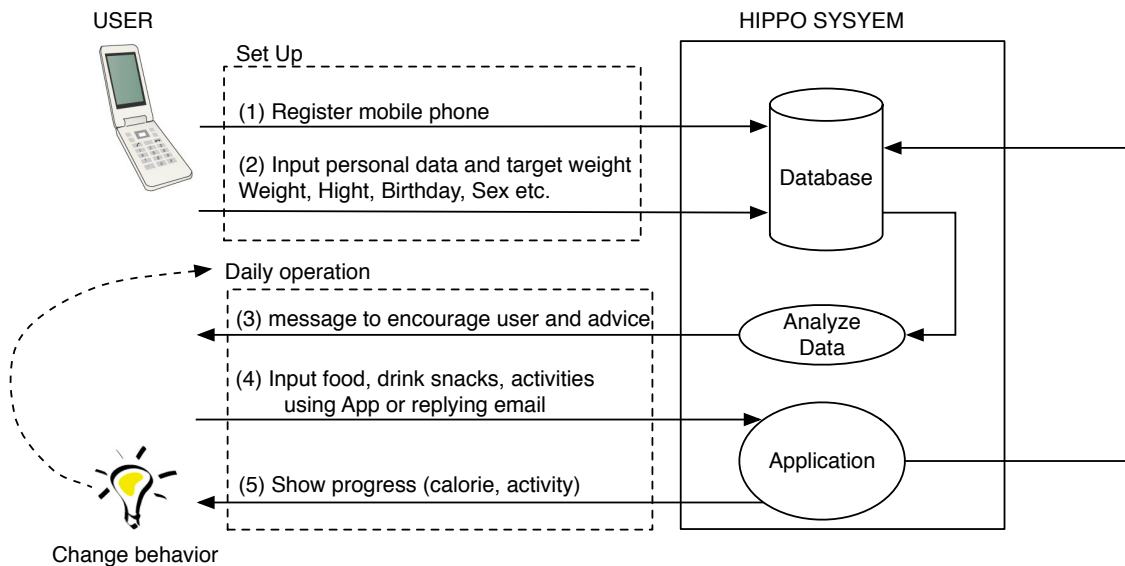 USER
HIPPO SYSYEM
Set Up
(1) Register mobile phone
(2) Input personal data and target weight
Weight, Hight, Birthday, Sex etc.
Database
Daily operation
(3) message to encourage user and advice
Analyze
Data
(4) Input food, drink snacks, activities
using App or replying email
Application
(5) Show progress (calorie, activity)
Change behavior